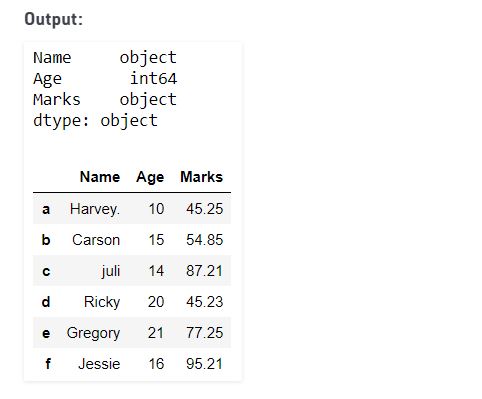 Output:
Name     object
Age       int64
Marks    object
dtype: object
Name Age Marks
a Harvey. 10 45.25
b Carson 15 54.85
c juli 14 87.21
d Ricky 20 45.23
e Gregory 21 77.25
f Jessie 16 95.21